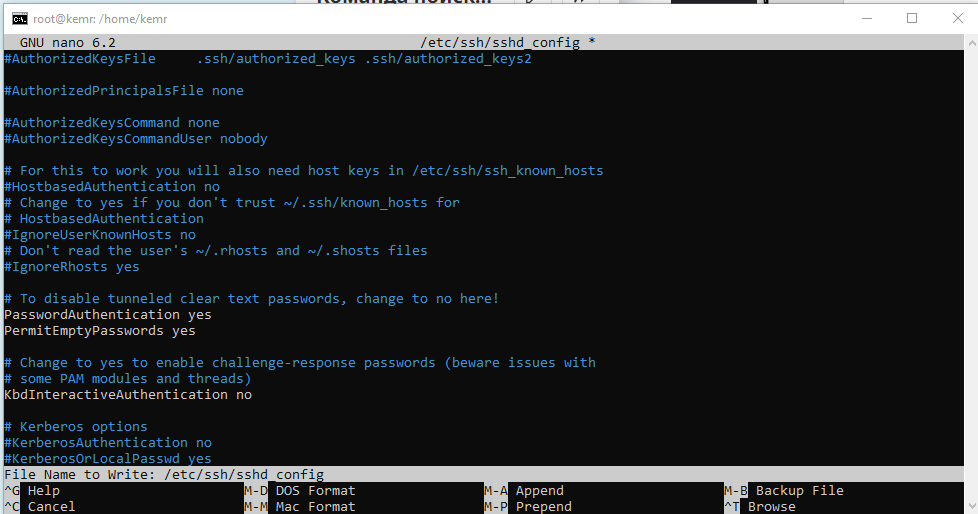 Команда поиск...
root@kemr: /home/kemr
GNU nano 6.2 /etc/ssh/sshd_config *
#AuthorizedKeysFile .ssh/authorized_keys .ssh/authorized_keys2
#AuthorizedPrincipalsFile none
#AuthorizedKeysCommand none
#AuthorizedKeysCommandUser nobody
# For this to work you will also need host keys in /etc/ssh/ssh_known_hosts
#HostbasedAuthentication no
# Change to yes if you don't trust ~/.ssh/known_hosts for
# HostbasedAuthentication
#IgnoreUserKnownHosts no
# Don't read the user's ~/.rhosts and ~/.shosts files
#IgnoreRhosts yes
# To disable tunneled clear text passwords, change to no here!
PasswordAuthentication yes
PermitEmptyPasswords yes
# Change to yes to enable challenge-response passwords (beware issues with
# some PAM modules and threads)
KbdInteractiveAuthentication no
# Kerberos options
#KerberosAuthentication no
#KerberosOrLocalPasswd yes
File Name to Write: /etc/ssh/sshd_config
^G Help M-D DOS Format M-A Append M-B Backup File
^C Cancel M-M Mac Format M-P Prepend ^T Browse